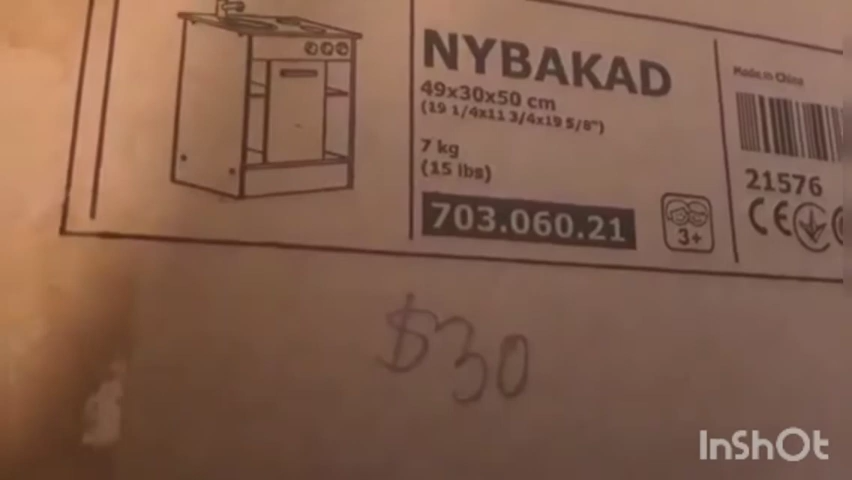 NYBAKAD
49x30x50 cm
(19 1/4x11 3/4x19 5/8")
7 kg
(15 lbs)
703.060.21
3+
Made in China
21576
CE
$30
InShOt